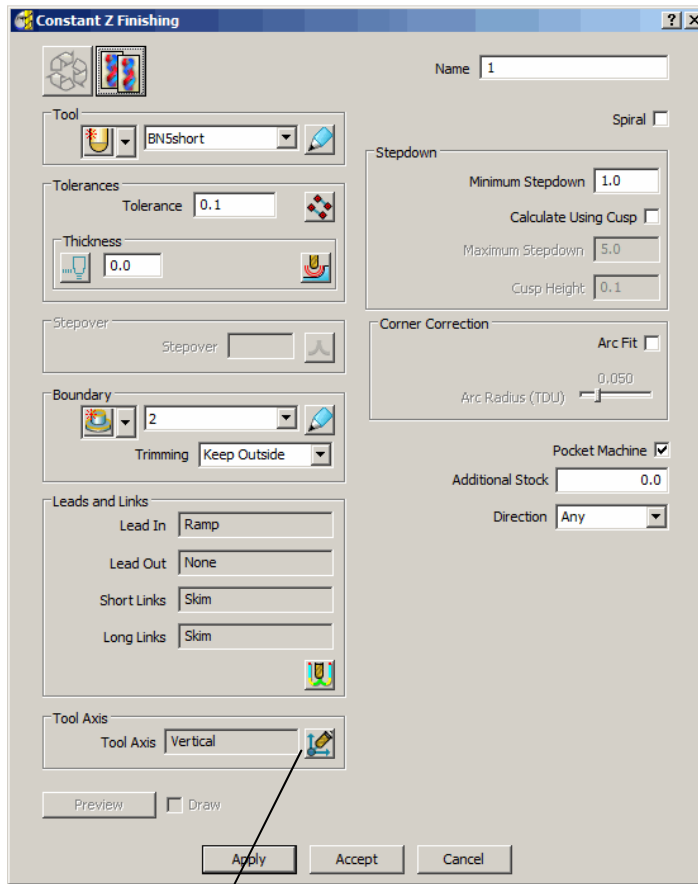 Constant Z Finishing
Name 1
Tool
BN5short
Spiral
Tolerances
Tolerance 0.1
Thickness
0.0
Stepdown
Minimum Stepdown 1.0
Calculate Using Cusp
Maximum Stepdown 5.0
Cusp Height 0.1
Stepover
Stepover
Corner Correction
Arc Fit
0.050
Arc Radius (TDU)
Boundary
2
Trimming Keep Outside
Pocket Machine
Additional Stock 0.0
Direction Any
Leads and Links
Lead In Ramp
Lead Out None
Short Links Skim
Long Links Skim
Tool Axis
Tool Axis Vertical
Preview Draw
Apply Accept Cancel